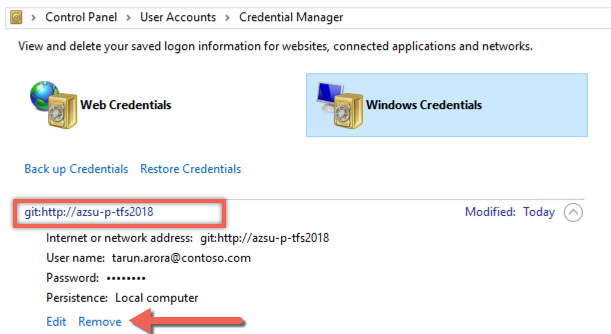 Control Panel > User Accounts > Credential Manager
View and delete your saved logon information for websites, connected applications and networks.
Web Credentials Windows Credentials
Back up Credentials Restore Credentials
git:http://azsu-p-tfs2018 Modified: Today
Internet or network address: git:http://azsu-p-tfs2018
User name: tarun.arora@contoso.com
Password: ••••••••
Persistence: Local computer
Edit Remove